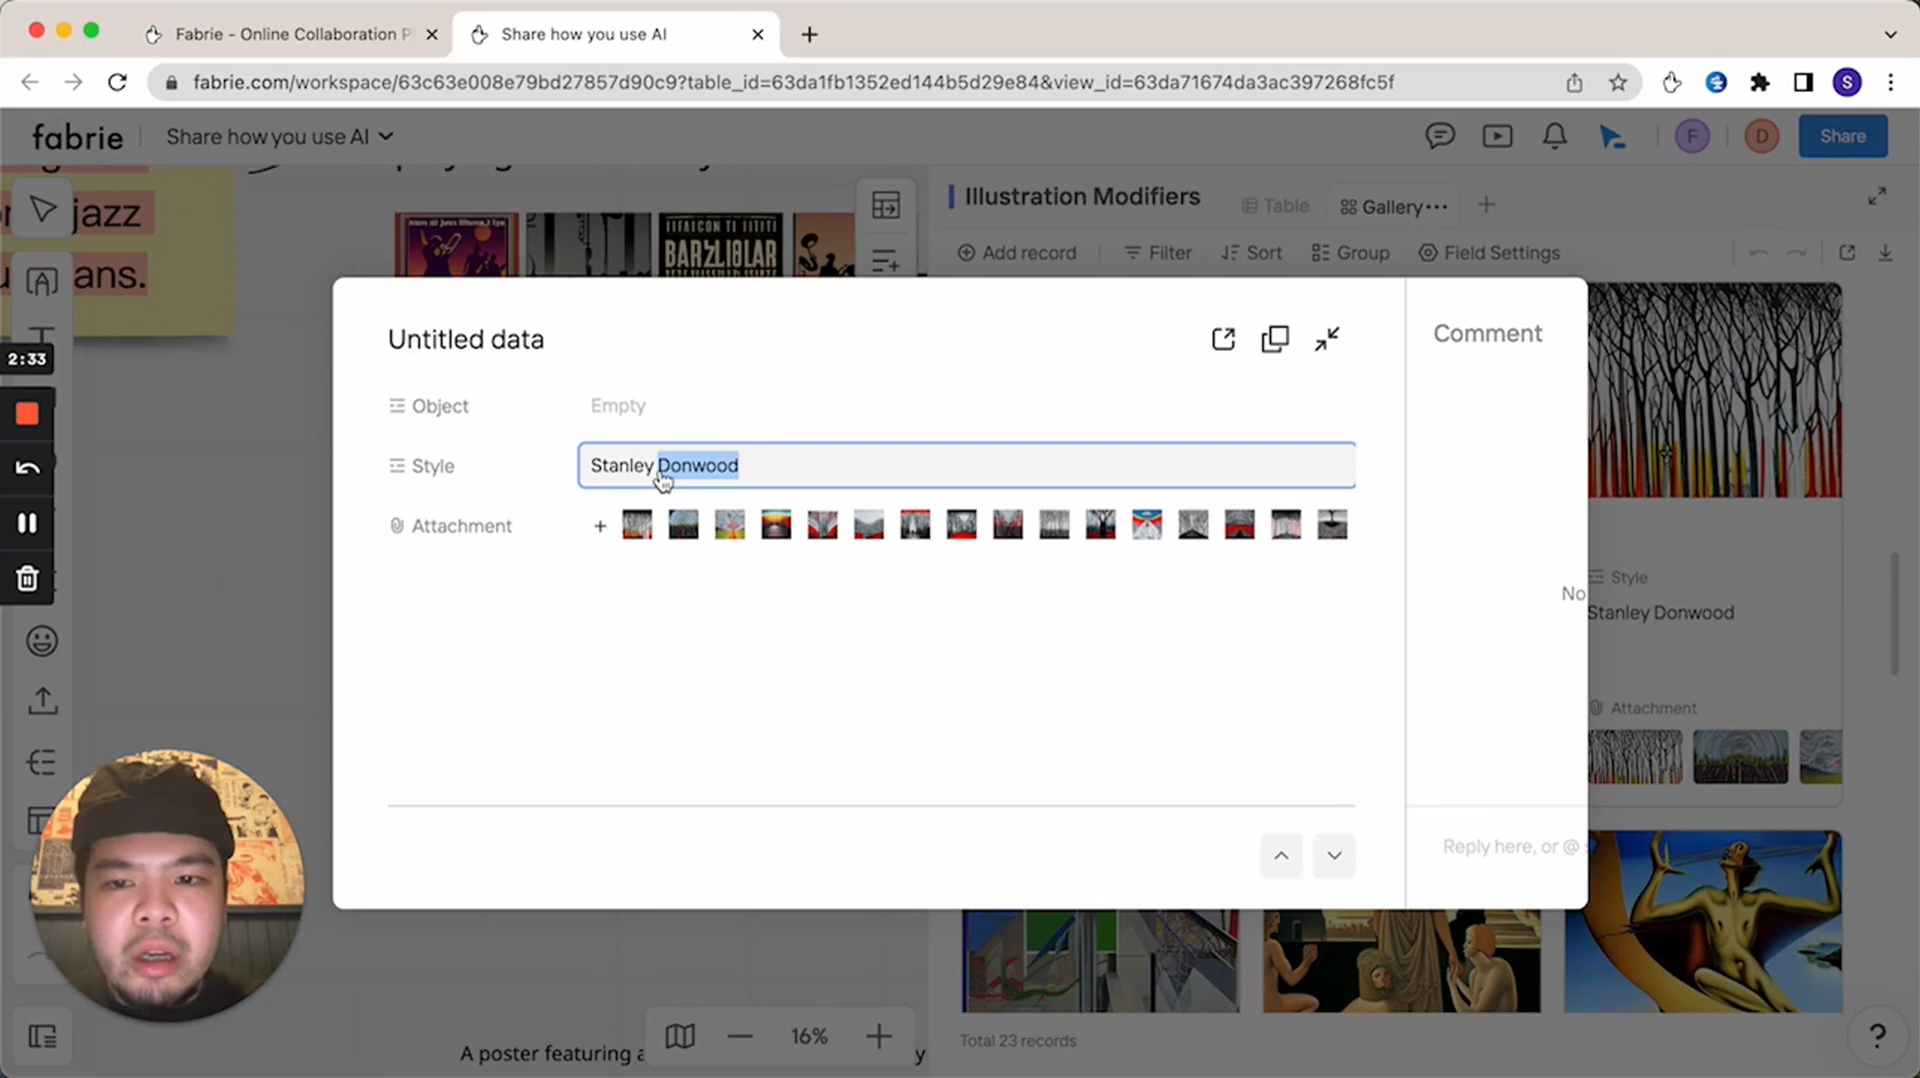 Fabrie - Online Collaboration P
Share how you use AI
fabrie.com/workspace/63c63e008e79bd27857d90c9?table_id=63da1fb1352ed144b5d29e84&view_id=63da71674da3ac397268fc5f
S
fabrie
Share how you use AI
F
D
Share
jazz
ans.
2:33
Illustration Modifiers
Table
Gallery
Add record
Filter
Sort
Group
Field Settings
BARZLIOLAR
Untitled data
Comment
Object
Empty
Style
Stanley Donwood
Attachment
No
Style
Stanley Donwood
Attachment
Reply here, or @
16%
A poster featuring a
y
Total 23 records
?